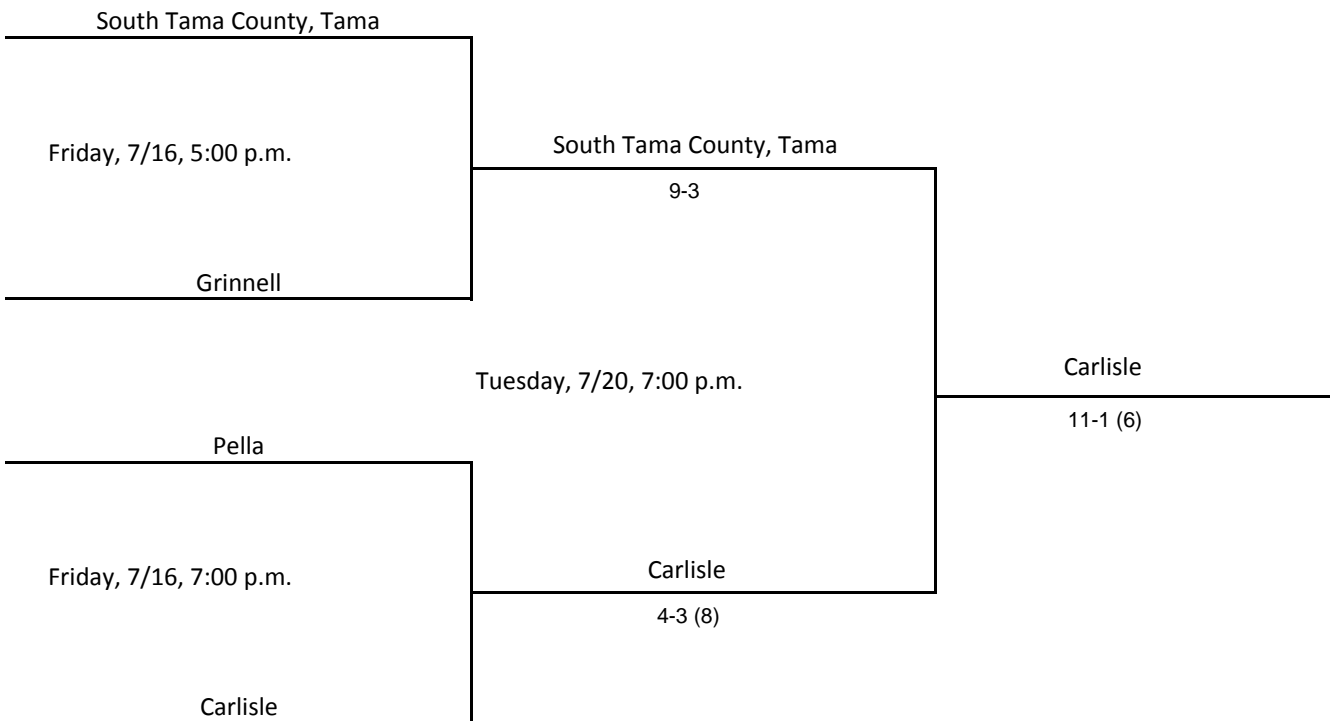 South Tama County, Tama
Friday, 7/16, 5:00 p.m.
South Tama County, Tama
9-3
Grinnell
Tuesday, 7/20, 7:00 p.m.
Carlisle
11-1 (6)
Pella
Friday, 7/16, 7:00 p.m.
Carlisle
4-3 (8)
Carlisle